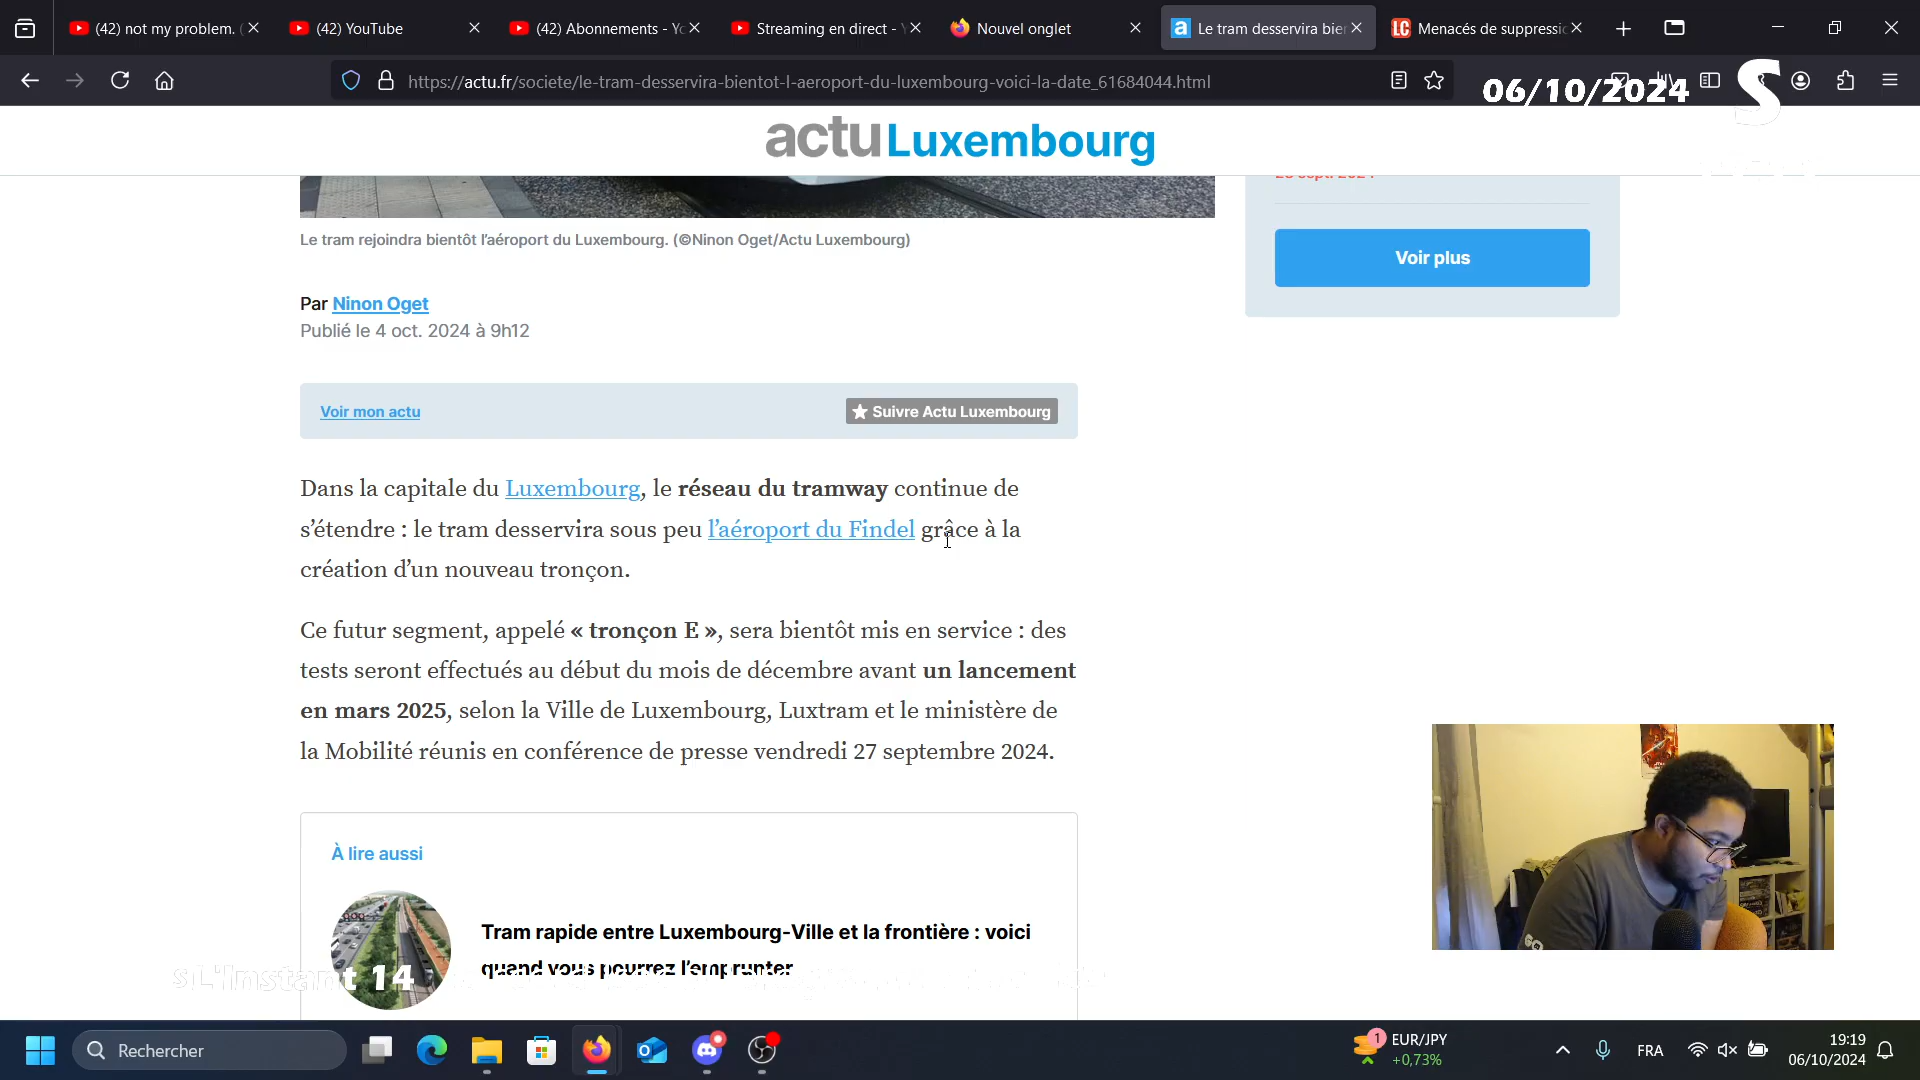 (42) not my problem. (
(42) YouTube
(42) Abonnements - Yo
Streaming en direct - Y
Nouvel onglet
Le tram desservira bien
Menacés de suppressio
https://actu.fr/societe/le-tram-desservira-bientot-l-aeroport-du-luxembourg-voici-la-date_61684044.html
06/10/2024
S
actu Luxembourg
Le tram rejoindra bientôt l'aéroport du Luxembourg. (©Ninon Oget/Actu Luxembourg)
Voir plus
Par Ninon Oget
Publié le 4 oct. 2024 à 9h12
Voir mon actu
Suivre Actu Luxembourg
Dans la capitale du Luxembourg, le réseau du tramway continue de
s'étendre : le tram desservira sous peu l'aéroport du Findel grâce à la
création d'un nouveau tronçon.
Ce futur segment, appelé « tronçon E », sera bientôt mis en service : des
tests seront effectués au début du mois de décembre avant un lancement
en mars 2025, selon la Ville de Luxembourg, Luxtram et le ministère de
la Mobilité réunis en conférence de presse vendredi 27 septembre 2024.
À lire aussi
Tram rapide entre Luxembourg-Ville et la frontière : voici
quand vous pourrez l'emprunter
s L'instant 14
Rechercher
1
EUR/JPY
+0,73%
FRA
19:19
06/10/2024